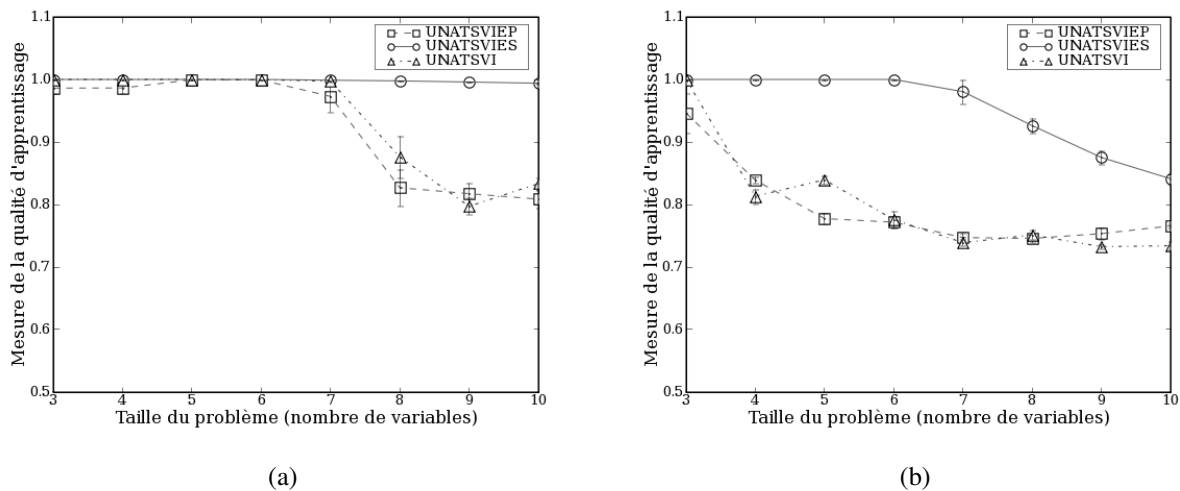 1.1
1.0
0.9
0.8
0.7
0.6
0.5
Mesure de la qualité d'apprentissage
UNATSVIEP
UNATSVIES
UNATSVI
3 4 5 6 7 8 9 10
Taille du problème (nombre de variables)
(a)
1.1
1.0
0.9
0.8
0.7
0.6
0.5
Mesure de la qualité d'apprentissage
UNATSVIEP
UNATSVIES
UNATSVI
3 4 5 6 7 8 9 10
Taille du problème (nombre de variables)
(b)